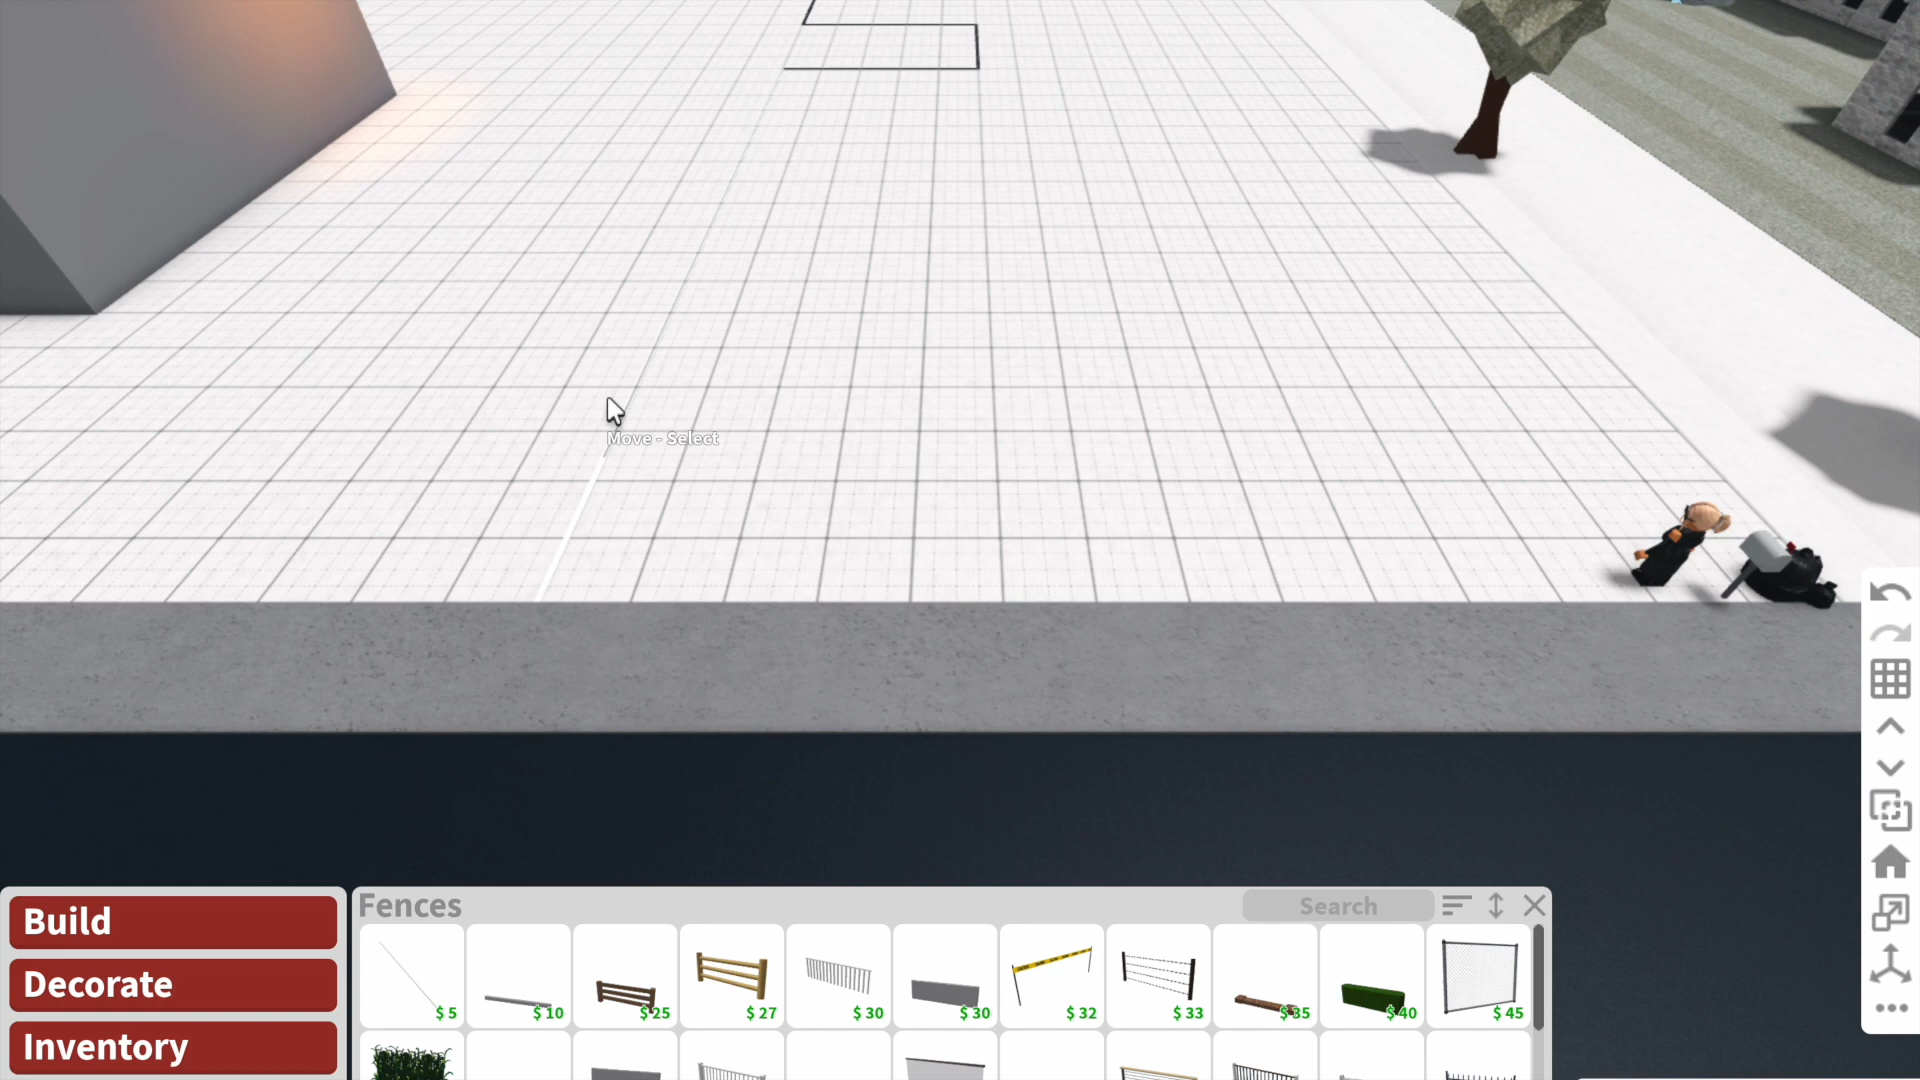 Move - Select
Build
Decorate
Inventory
Fences
Search
$ 5
$ 10
$ 25
$ 27
$ 30
$ 30
$ 32
$ 33
$ 35
$ 40
$ 45